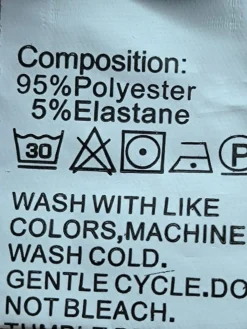 Composition:
95%Polyester
5%Elastane
30 P
WASH WITH LIKE
COLORS,MACHINE
WASH COLD.
GENTLE CYCLE.DO
NOT BLEACH.